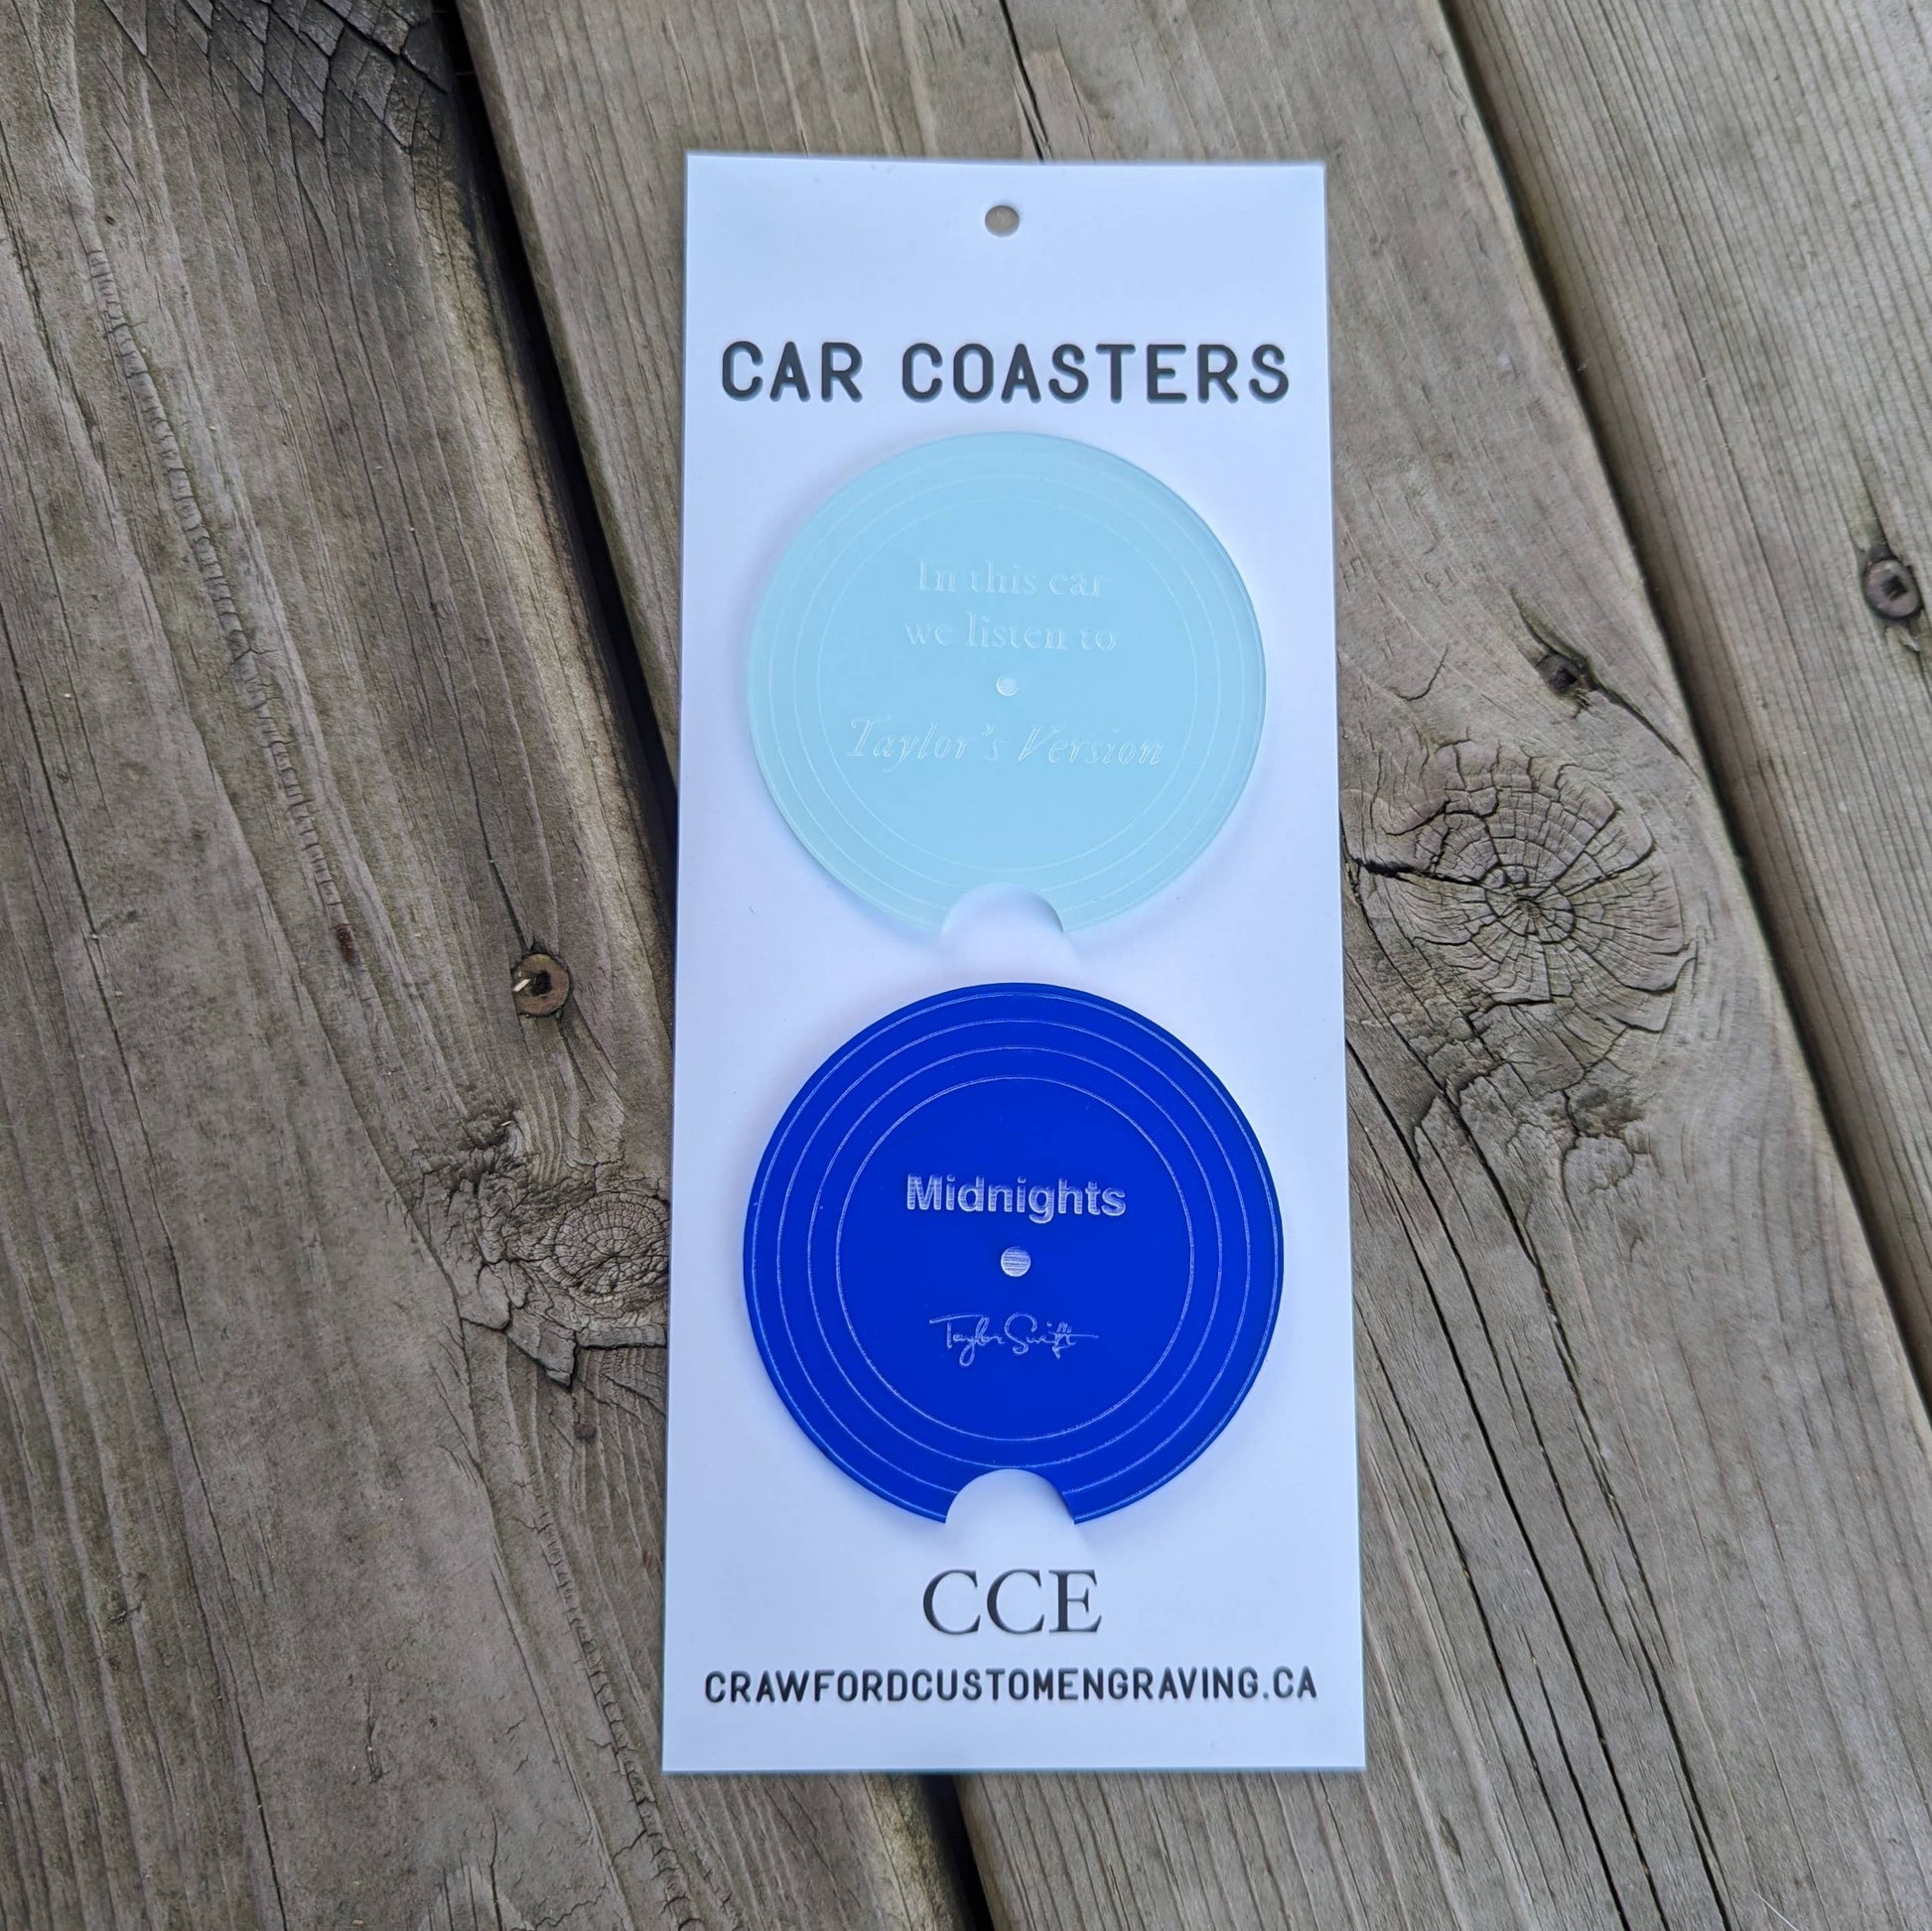 CAR COASTERS
In this car
we listen to
Taylor's Version
Midnights
Taylor Swift
CCE
CRAWFORDCUSTOMENGRAVING.CA